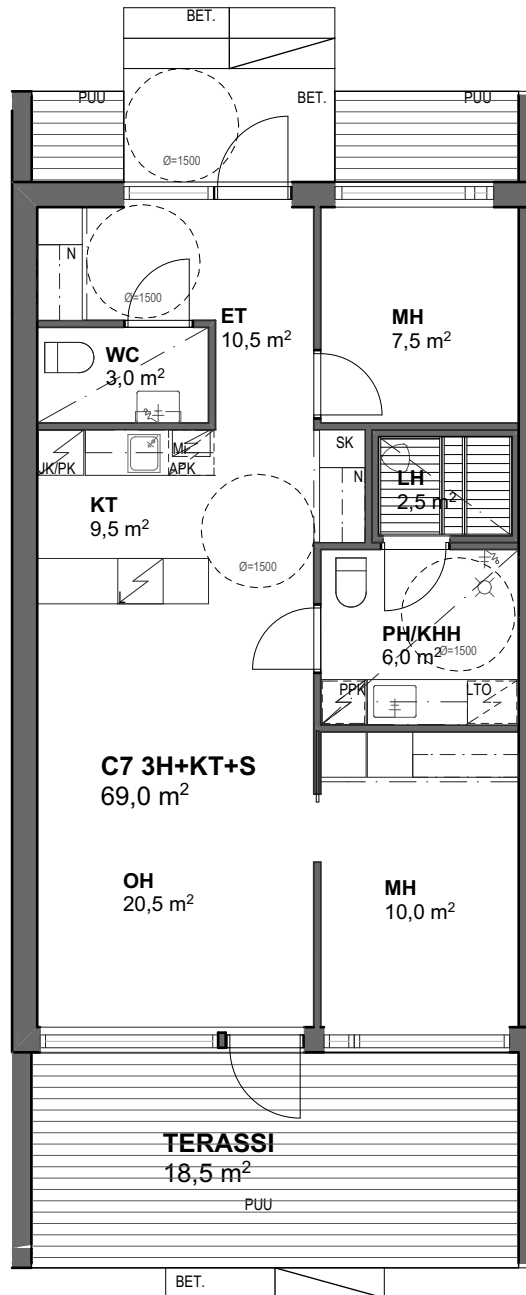 BET.
PUU
BET.
PUU
Ø=1500
N
Ø=1500
ET
10,5 m²
MH
7,5 m²
WC
3,0 m²
SK
JK/PK
Mi
APK
N
LH
2,5 m²
KT
9,5 m²
Ø=1500
PH/KHH
6,0 m²
Ø=1500
PPK
LTO
C7 3H+KT+S
69,0 m²
OH
20,5 m²
MH
10,0 m²
TERASSI
18,5 m²
PUU
BET.